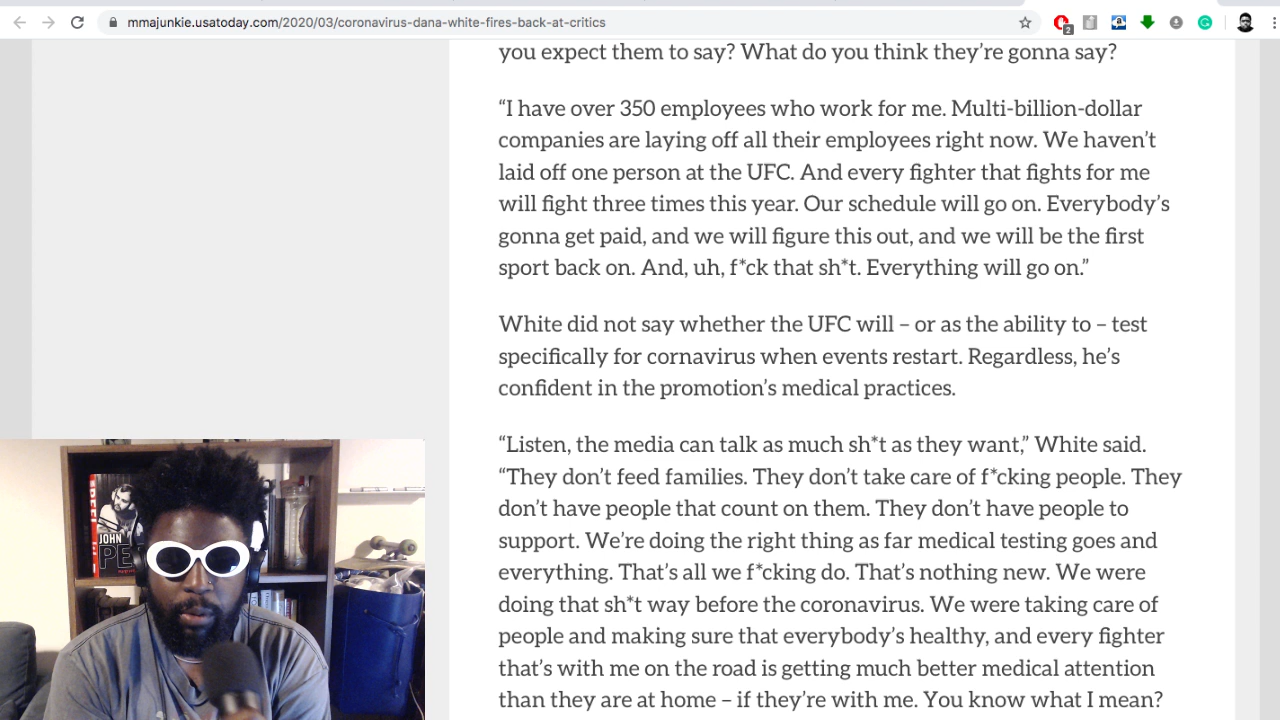 mmajunkie.usatoday.com/2020/03/coronavirus-dana-white-fires-back-at-critics
2
you expect them to say? What do you think they’re gonna say?
“I have over 350 employees who work for me. Multi-billion-dollar
companies are laying off all their employees right now. We haven’t
laid off one person at the UFC. And every fighter that fights for me
will fight three times this year. Our schedule will go on. Everybody’s
gonna get paid, and we will figure this out, and we will be the first
sport back on. And, uh, f*ck that sh*t. Everything will go on.”
White did not say whether the UFC will – or as the ability to – test
specifically for cornavirus when events restart. Regardless, he’s
confident in the promotion’s medical practices.
“Listen, the media can talk as much sh*t as they want,” White said.
“They don’t feed families. They don’t take care of f*cking people. They
don’t have people that count on them. They don’t have people to
support. We’re doing the right thing as far medical testing goes and
everything. That’s all we f*cking do. That’s nothing new. We were
doing that sh*t way before the coronavirus. We were taking care of
people and making sure that everybody’s healthy, and every fighter
that’s with me on the road is getting much better medical attention
than they are at home – if they’re with me. You know what I mean?
JOHN
PE